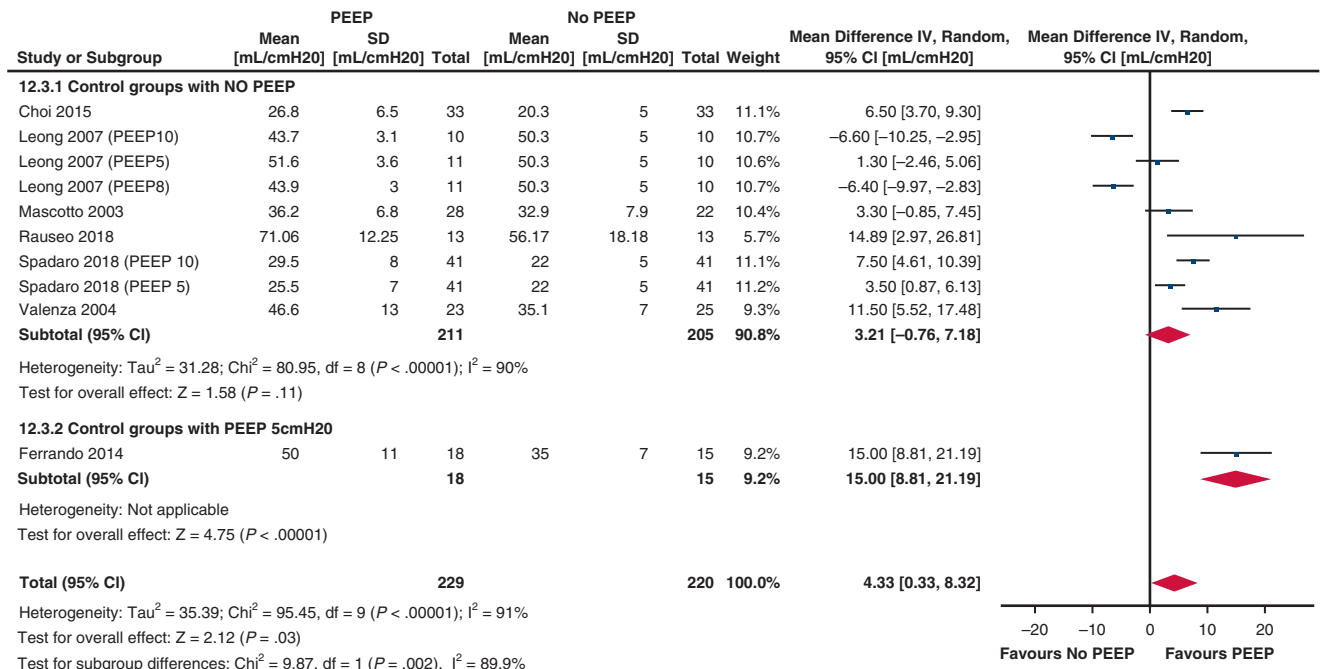 PEEP No PEEP
Mean SD Mean SD Mean Difference IV, Random, Mean Difference IV, Random,
Study or Subgroup [mL/cmH20] [mL/cmH20] Total [mL/cmH20] [mL/cmH20] Total Weight 95% CI [mL/cmH20] 95% CI [mL/cmH20]
12.3.1 Control groups with NO PEEP
Choi 2015 26.8 6.5 33 20.3 5 33 11.1% 6.50 [3.70, 9.30]
Leong 2007 (PEEP10) 43.7 3.1 10 50.3 5 10 10.7% –6.60 [–10.25, –2.95]
Leong 2007 (PEEP5) 51.6 3.6 11 50.3 5 10 10.6% 1.30 [–2.46, 5.06]
Leong 2007 (PEEP8) 43.9 3 11 50.3 5 10 10.7% –6.40 [–9.97, –2.83]
Mascotto 2003 36.2 6.8 28 32.9 7.9 22 10.4% 3.30 [–0.85, 7.45]
Rauseo 2018 71.06 12.25 13 56.17 18.18 13 5.7% 14.89 [2.97, 26.81]
Spadaro 2018 (PEEP 10) 29.5 8 41 22 5 41 11.1% 7.50 [4.61, 10.39]
Spadaro 2018 (PEEP 5) 25.5 7 41 22 5 41 11.2% 3.50 [0.87, 6.13]
Valenza 2004 46.6 13 23 35.1 7 25 9.3% 11.50 [5.52, 17.48]
Subtotal (95% CI) 211 205 90.8% 3.21 [–0.76, 7.18]
Heterogeneity: Tau² = 31.28; Chi² = 80.95, df = 8 (P < .00001); I² = 90%
Test for overall effect: Z = 1.58 (P = .11)
12.3.2 Control groups with PEEP 5cmH20
Ferrando 2014 50 11 18 35 7 15 9.2% 15.00 [8.81, 21.19]
Subtotal (95% CI) 18 15 9.2% 15.00 [8.81, 21.19]
Heterogeneity: Not applicable
Test for overall effect: Z = 4.75 (P < .00001)
Total (95% CI) 229 220 100.0% 4.33 [0.33, 8.32]
Heterogeneity: Tau² = 35.39; Chi² = 95.45, df = 9 (P < .00001); I² = 91%
Test for overall effect: Z = 2.12 (P = .03)
Test for subgroup differences: Chi² = 9.87, df = 1 (P = .002), I² = 89.9%
–20 –10 0 10 20
Favours No PEEP Favours PEEP